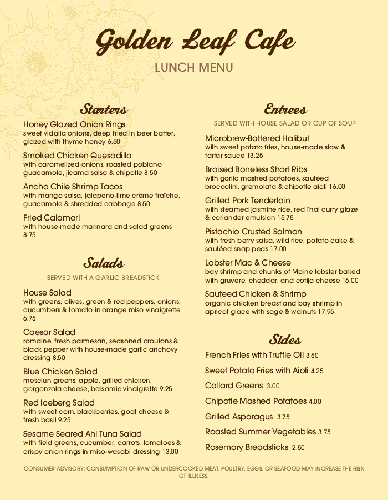 Golden Leaf Cafe
LUNCH MENU
Starters
Honey Glazed Onion Rings
sweet vidalia onions, deep fried in beer batter,
glazed with thyme honey 6.50
Smoked Chicken Quesadilla
with caramelized onions, roasted poblano
guacamole, jicama salsa & chipotle 8.50
Ancho Chile Shrimp Tacos
with mango salsa, jalapeno-lime crème fraîche,
guacamole & shredded cabbage 8.50
Fried Calamari
with house-made marinara and salad greens
8.75
Salads
SERVED WITH A GARLIC BREADSTICK
House Salad
with greens, olives, green & red peppers, onions,
cucumbers & tomato in orange miso vinaigrette
6.75
Caesar Salad
romaine, fresh parmesan, seasoned croutons &
black pepper with house-made garlic anchovy
dressing 8.50
Blue Chicken Salad
mesclun greens, apple, grilled chicken,
gorgonzola cheese, balsamic vinaigrette 9.25
Red Iceberg Salad
with sweet corn, blackberries, goat cheese &
fresh basil 9.25
Sesame Seared Ahi Tuna Salad
with field greens, cucumber, carrots, tomatoes &
crispy onion rings in miso-wasabi dressing 13.00
Entrees
SERVED WITH HOUSE SALAD OR CUP OF SOUP
Microbrew-Battered Halibut
with sweet potato fries, house-made slaw &
tartar sauce 13.25
Braised Boneless Short Ribs
with garlic mashed potatoes, sautéed
broccolini, gremolata & chipotle aioli 16.00
Grilled Pork Tenderloin
with steamed jasmine rice, red Thai curry glaze
& coriander emulsion 15.75
Pistachio Crusted Salmon
with fresh berry salsa, wild rice, potato cake &
sautéed snap peas 17.00
Lobster Mac & Cheese
bay shrimp and chunks of Maine lobster baked
with gruyere, chedder, and cotija cheese 15.00
Sauteed Chicken & Shrimp
organic chicken breast and bay shrimp in
apricot glace with sage & walnuts 17.95
Sides
French Fries with Truffle Oil 3.50
Sweet Potato Fries with Aioli 4.25
Collard Greens 3.00
Chipotle Mashed Potatoes 4.00
Grilled Asparagus 3.75
Roasted Summer Vegetables 3.75
Rosemary Breadsticks 2.50
CONSUMER ADVISORY: CONSUMPTION OF RAW OR UNDERCOOKED MEAT, POULTRY, EGGS, OR SEAFOOD MAY INCREASE THE RISK
OF ILLNESS.